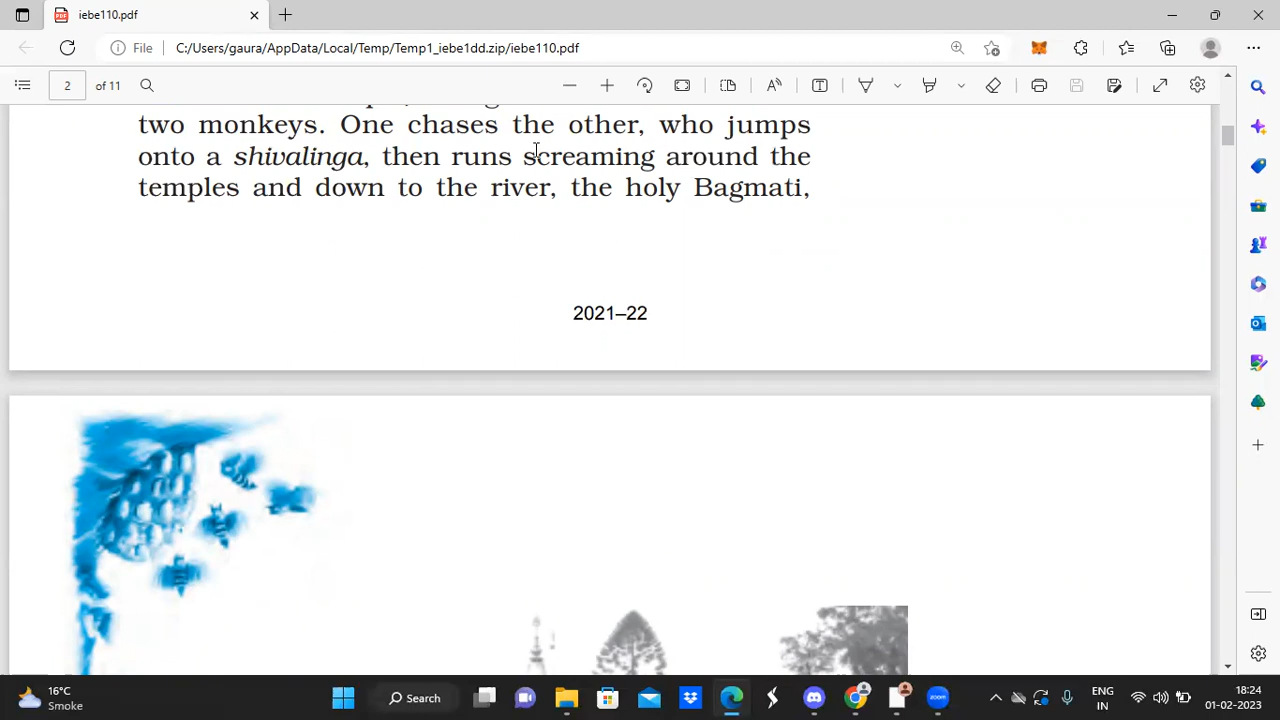 iebe110.pdf
File C:/Users/gaura/AppData/Local/Temp/Temp1_iebe1dd.zip/iebe110.pdf
2 of 11
two monkeys. One chases the other, who jumps
onto a shivalinga, then runs screaming around the
temples and down to the river, the holy Bagmati,
2021–22
16°C
Smoke
Search
ENG
IN
18:24
01-02-2023